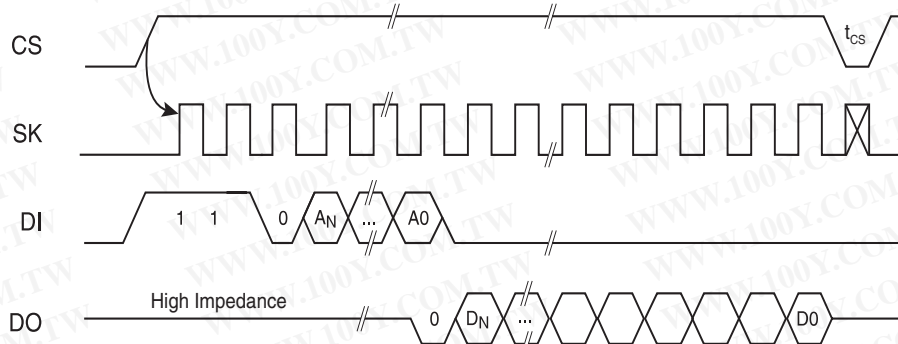 CS
t_CS
SK
DI
1 1 0 A_N ... A0
High Impedance
DO
0 D_N ... D0
WWW.100Y.COM.TW